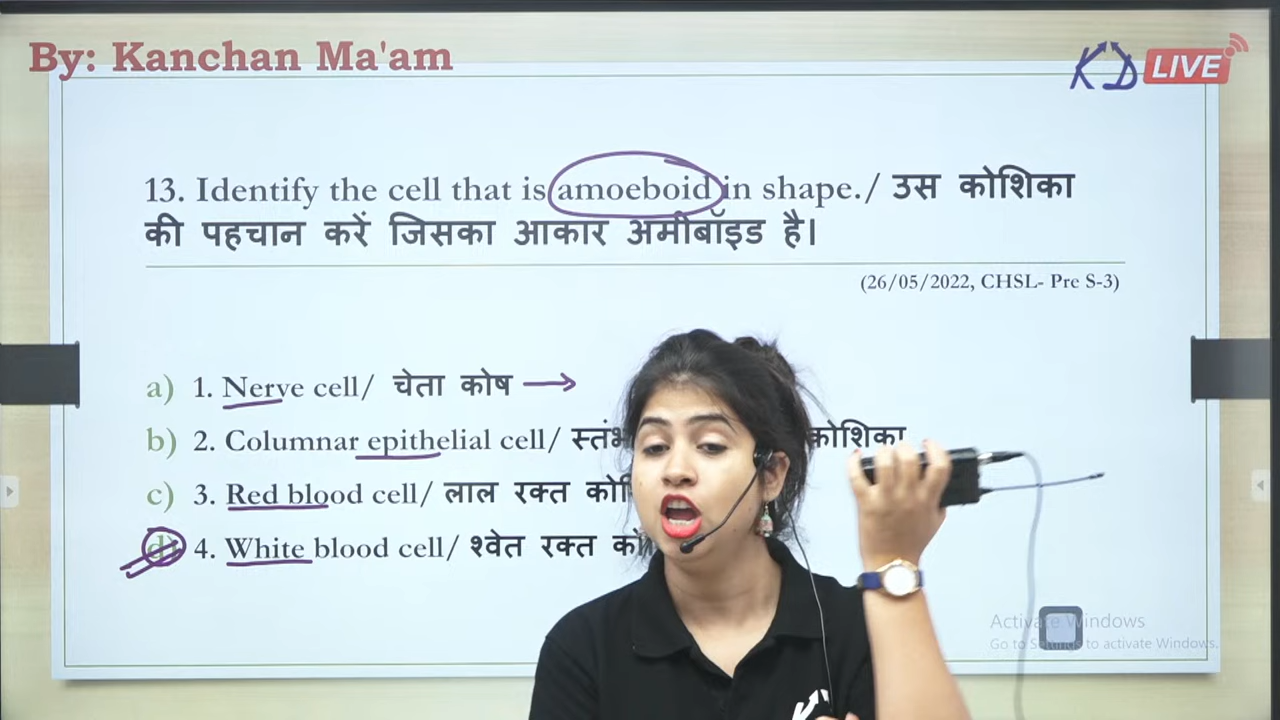 By: Kanchan Ma'am
KD LIVE
13. Identify the cell that is amoeboid in shape./ उस कोशिका
की पहचान करें जिसका आकार अमीबॉइड है।
(26/05/2022, CHSL- Pre S-3)
a) 1. Nerve cell/ चेता कोष
b) 2. Columnar epithelial cell/ कोशिका
c) 3. Red blood cell/ लाल रक्त
d) 4. White blood cell/ श्वेत रक्त
Activate Windows
Go to Settings to activate Windows.